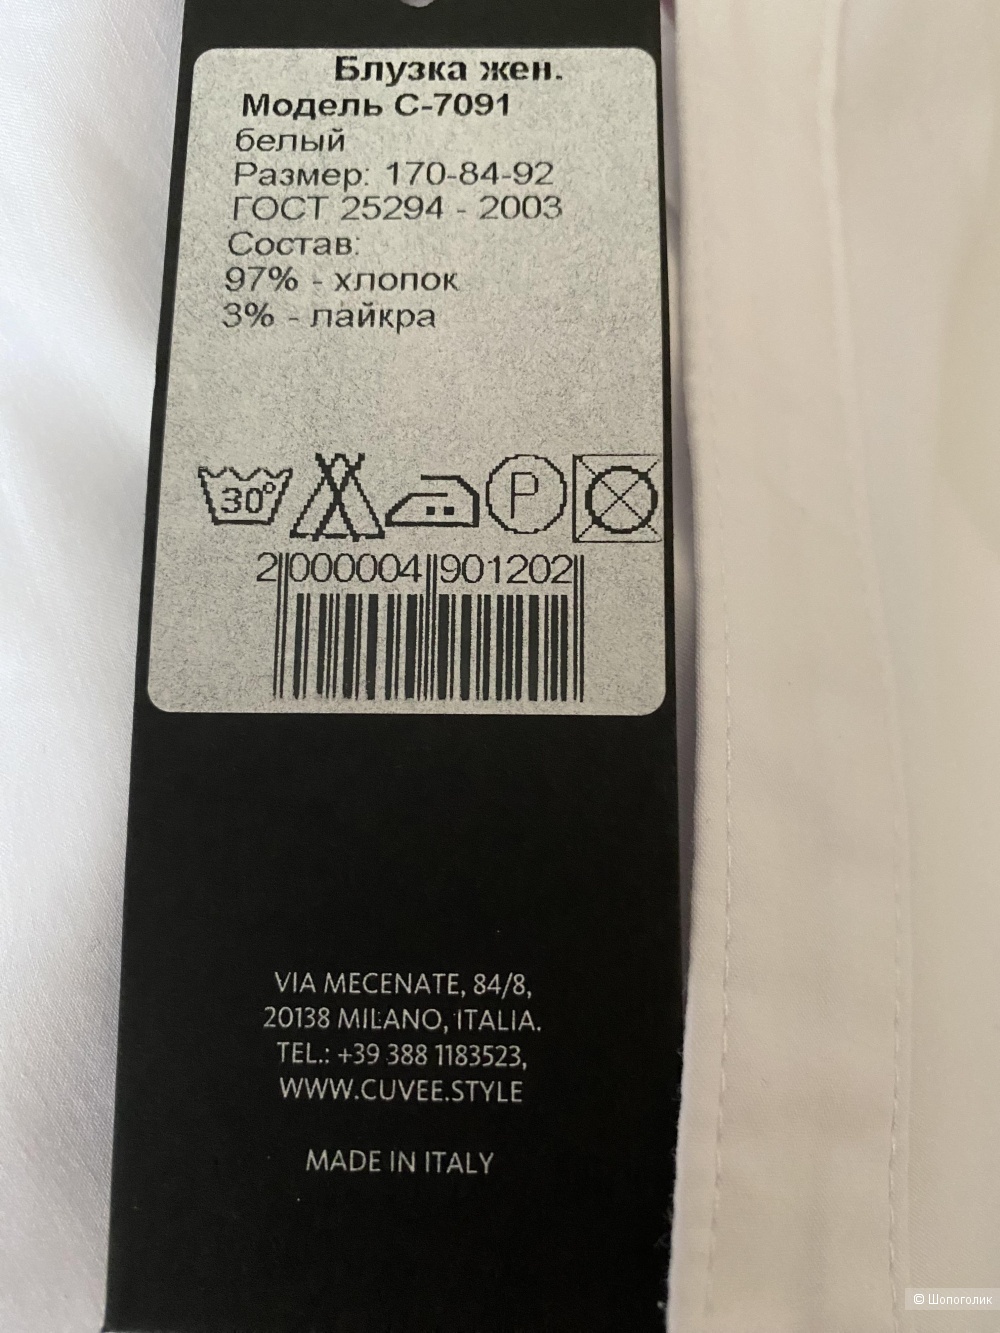 Блузка жен.
Модель С-7091
белый
Размер: 170-84-92
ГОСТ 25294 - 2003
Состав:
97% - хлопок
3% - лайкра
30°
P
2 000004 901202
VIA MECENATE, 84/8,
20138 MILANO, ITALIA.
TEL.: +39 388 1183523,
WWW.CUVEE.STYLE
MADE IN ITALY
© Шопоголик